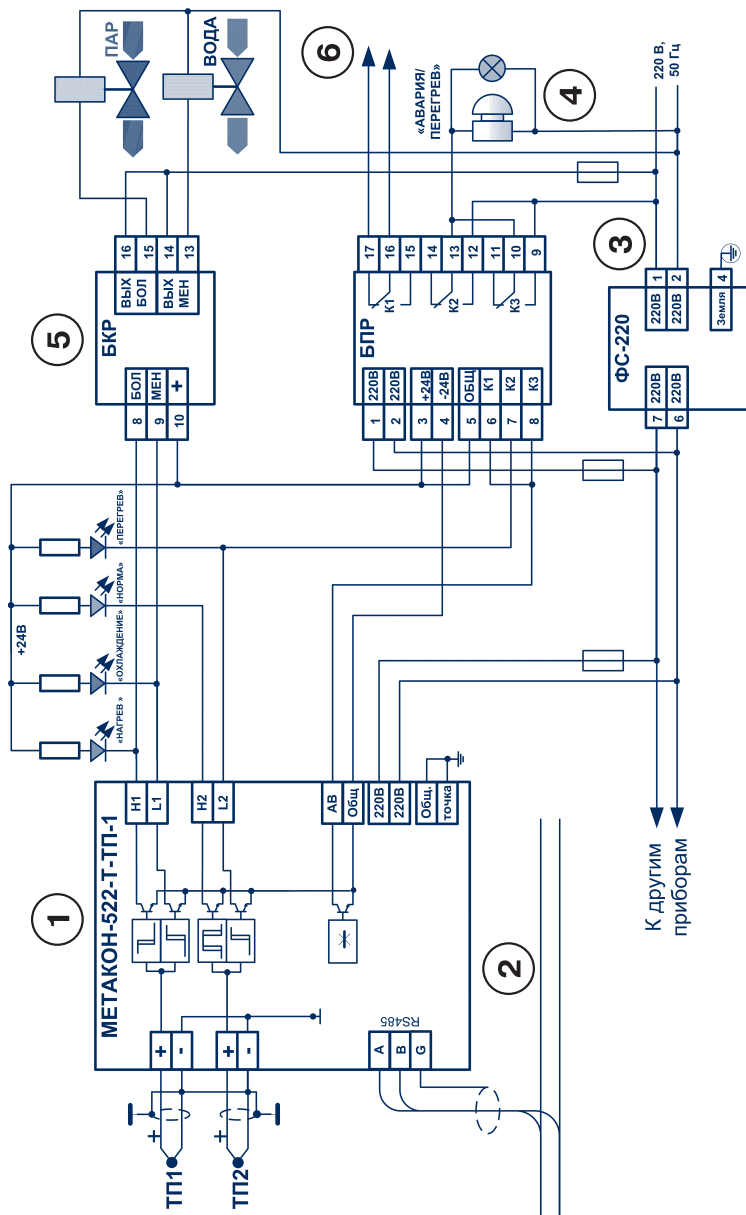 ПАР
ВОДА
6
«АВАРИЯ/
ПЕРЕГРЕВ»
4
220 В,
50 Гц
3
5
БКР
16
15
14
13
ВЫХ
БОЛ
ВЫХ
МЕН
БОЛ
МЕН
+
8
9
10
БПР
17
16
15
14
13
12
11
10
9
К1
К2
К3
220В
220В
+24В
-24В
ОБЩ
К1
К2
К3
1
2
3
4
5
6
7
8
ФС-220
220В
220В
1
2
Земля
4
220В
220В
7
6
+24В
«НАГРЕВ »
«ОХЛАЖДЕНИЕ»
«НОРМА»
«ПЕРЕГРЕВ»
1
МЕТАКОН-522-Т-ТП-1
H1
L1
H2
L2
АВ
Общ
220В
220В
Общ.
точка
+
-
+
-
RS485
A
B
G
2
+
ТП1
+
ТП2
К другим
приборам